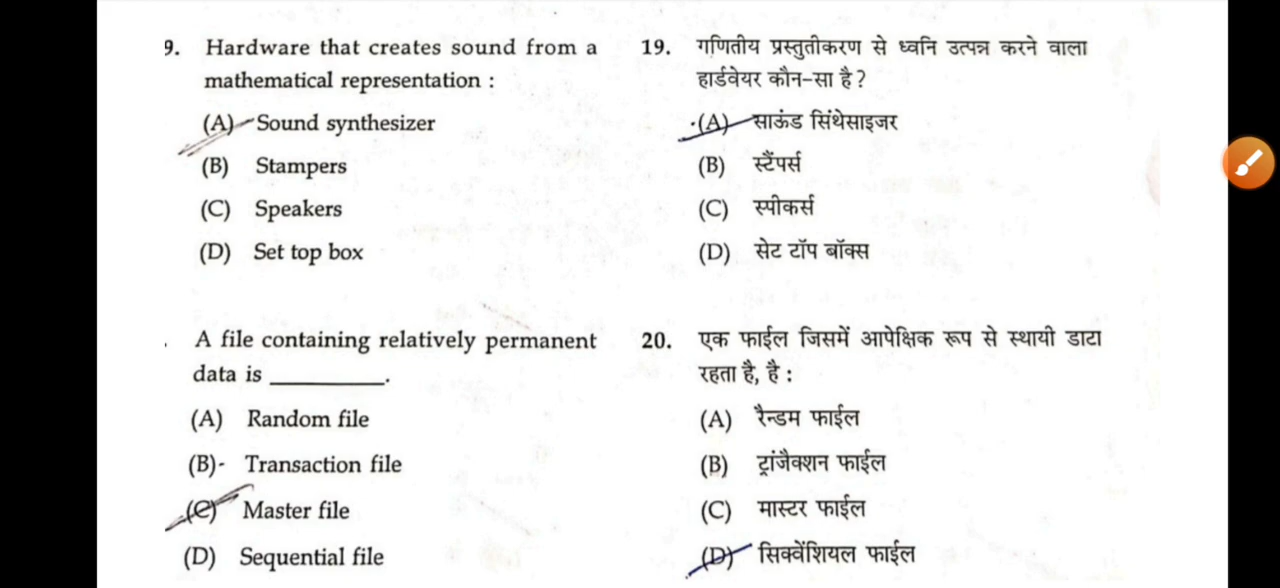 9. Hardware that creates sound from a
mathematical representation :
(A) Sound synthesizer
(B) Stampers
(C) Speakers
(D) Set top box
. A file containing relatively permanent
data is ________.
(A) Random file
(B)- Transaction file
(C) Master file
(D) Sequential file
19. गणितीय प्रस्तुतीकरण से ध्वनि उत्पन्न करने वाला
हार्डवेयर कौन-सा है ?
(A) साऊंड सिंथेसाइजर
(B) स्टैंपर्स
(C) स्पीकर्स
(D) सेट टॉप बॉक्स
20. एक फाईल जिसमें आपेक्षिक रूप से स्थायी डाटा
रहता है, है :
(A) रैन्डम फाईल
(B) ट्रांजैक्शन फाईल
(C) मास्टर फाईल
(D) सिक्वेंशियल फाईल